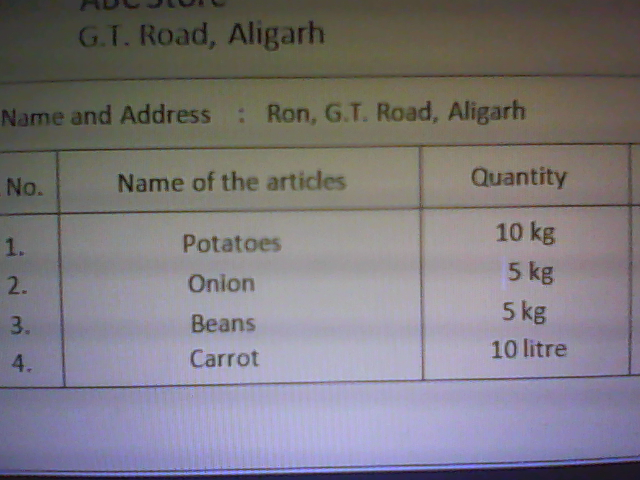 ABC Store
G.T. Road, Aligarh
Name and Address : Ron, G.T. Road, Aligarh
No. Name of the articles Quantity
1. Potatoes 10 kg
2. Onion 5 kg
3. Beans 5 kg
4. Carrot 10 litre